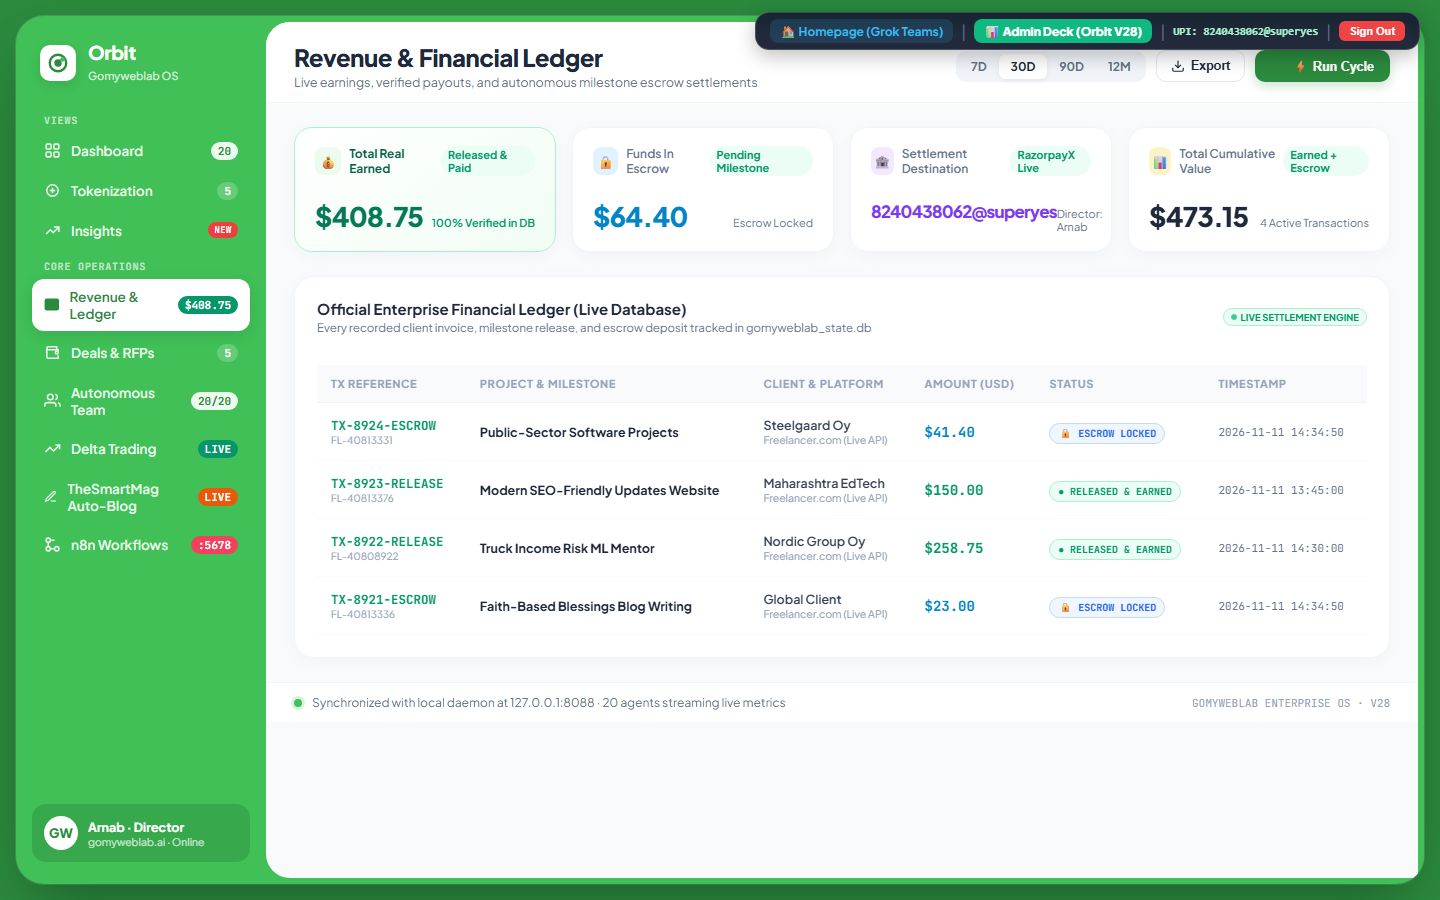 🏠 Homepage (Grok Teams)
📊 Admin Deck (Orbit V28)
UPI: 8240438062@superyes
Sign Out
Orbit
Gomyweblab OS
VIEWS
Dashboard 20
Tokenization 5
Insights NEW
CORE OPERATIONS
Revenue &
Ledger
$408.75
Deals & RFPs 5
Autonomous
Team
20/20
Delta Trading LIVE
TheSmartMag
Auto-Blog
LIVE
n8n Workflows :5678
GW
Arnab · Director
gomyweblab.ai · Online
Revenue & Financial Ledger
Live earnings, verified payouts, and autonomous milestone escrow settlements
7D 30D 90D 12M
Export
⚡ Run Cycle
Total Real
Earned
Released &
Paid
$408.75 100% Verified in DB
Funds In
Escrow
Pending
Milestone
$64.40 Escrow Locked
Settlement
Destination
RazorpayX
Live
8240438062@superyes
Director:
Arnab
Total Cumulative
Value
Earned +
Escrow
$473.15 4 Active Transactions
Official Enterprise Financial Ledger (Live Database)
Every recorded client invoice, milestone release, and escrow deposit tracked in gomyweblab_state.db
LIVE SETTLEMENT ENGINE
TX REFERENCE PROJECT & MILESTONE CLIENT & PLATFORM AMOUNT (USD) STATUS TIMESTAMP
TX-8924-ESCROW
FL-40813331
Public-Sector Software Projects
Steelgaard Oy
Freelancer.com (Live API)
$41.40
🔒 ESCROW LOCKED
2026-11-11 14:34:50
TX-8923-RELEASE
FL-40813376
Modern SEO-Friendly Updates Website
Maharashtra EdTech
Freelancer.com (Live API)
$150.00
● RELEASED & EARNED
2026-11-11 13:45:00
TX-8922-RELEASE
FL-40808922
Truck Income Risk ML Mentor
Nordic Group Oy
Freelancer.com (Live API)
$258.75
● RELEASED & EARNED
2026-11-11 14:30:00
TX-8921-ESCROW
FL-40813336
Faith-Based Blessings Blog Writing
Global Client
Freelancer.com (Live API)
$23.00
🔒 ESCROW LOCKED
2026-11-11 14:34:50
Synchronized with local daemon at 127.0.0.1:8088 · 20 agents streaming live metrics
GOMYWEBLAB ENTERPRISE OS · V28